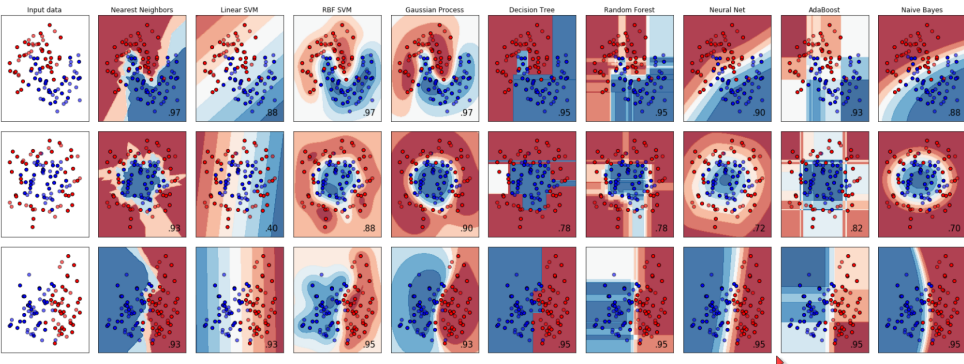 Input data Nearest Neighbors Linear SVM RBF SVM Gaussian Process Decision Tree Random Forest Neural Net AdaBoost Naive Bayes
.97 .88 .97 .97 .95 .95 .90 .93 .88
.93 .40 .88 .90 .78 .78 .72 .82 .70
.93 .93 .95 .93 .95 .95 .95 .95 .95